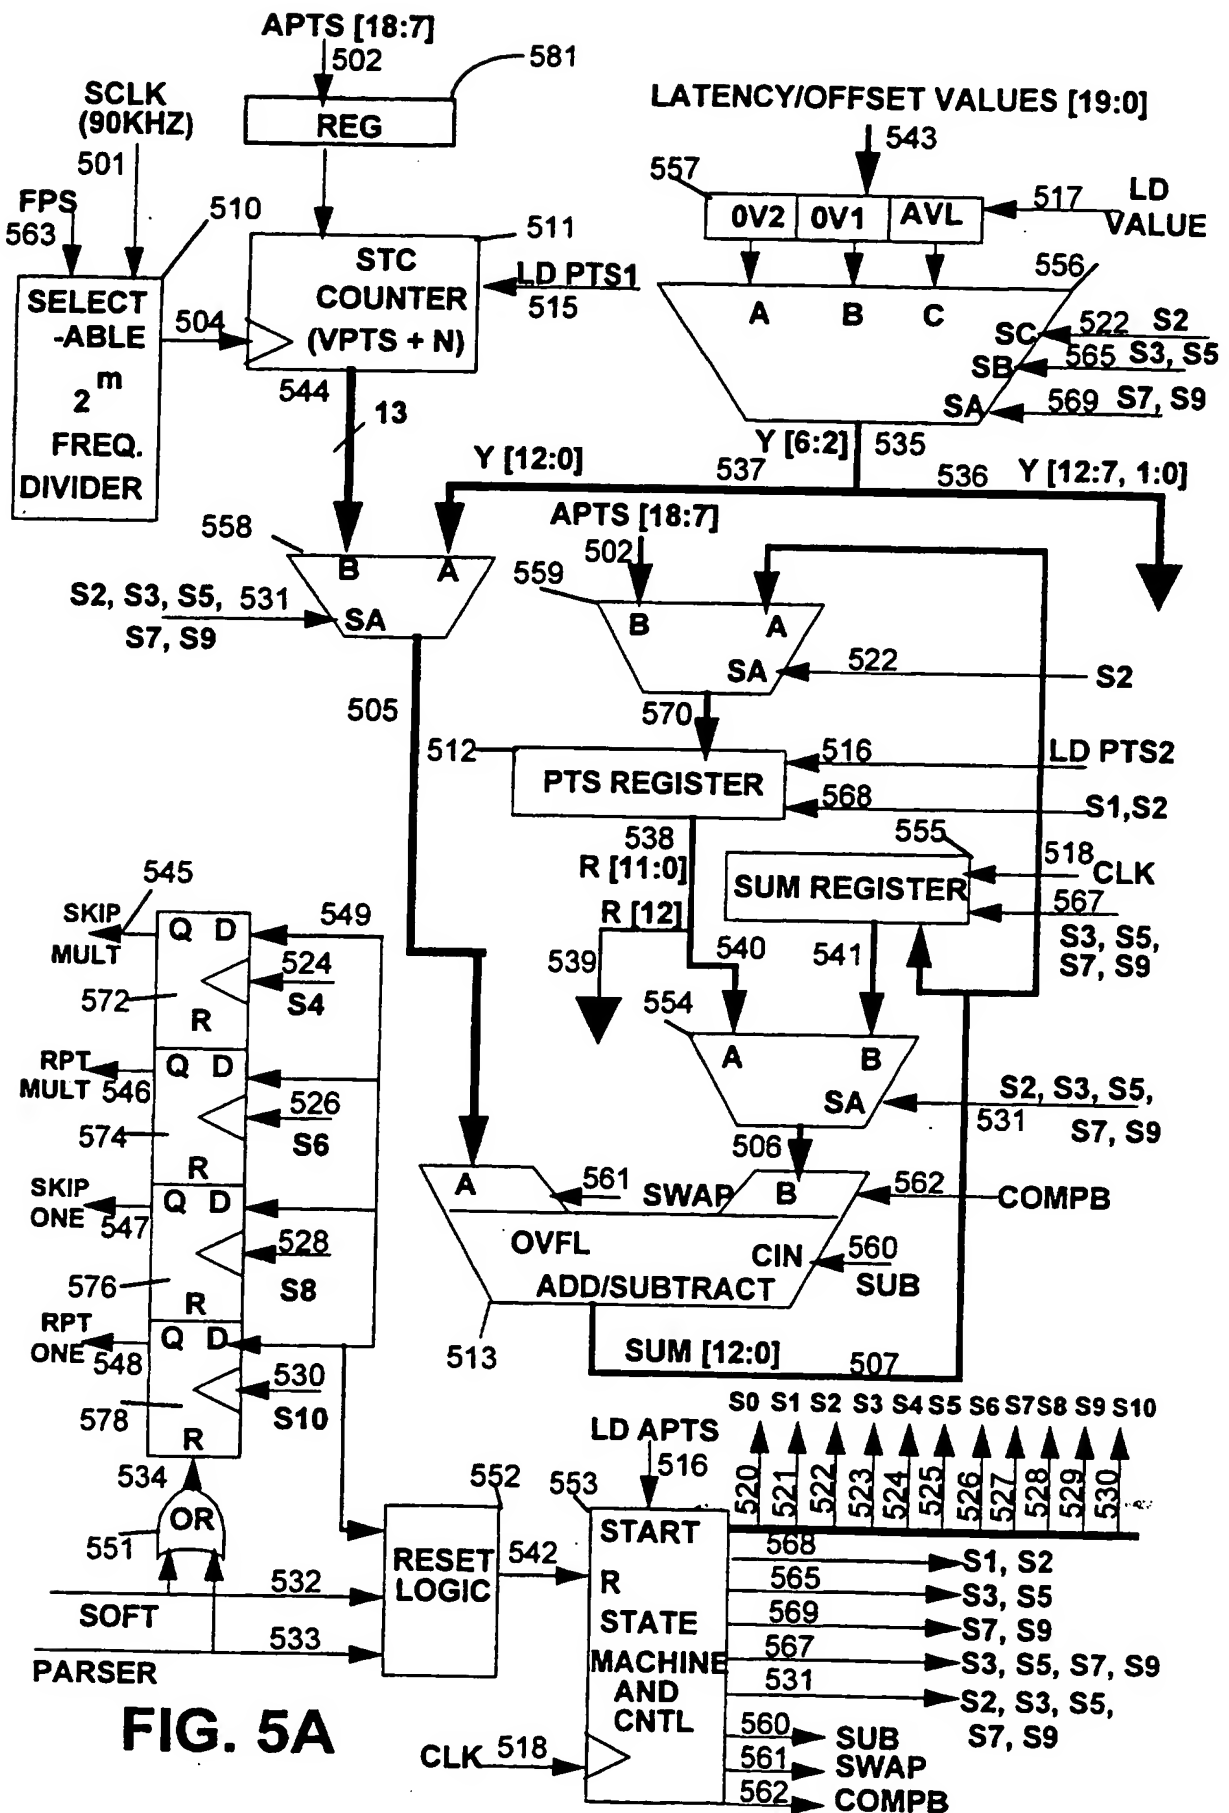 APTS [18:7]
502
581
SCLK
(90KHZ)
501
REG
LATENCY/OFFSET VALUES [19:0]
543
557
0V2 0V1 AVL
517
LD
VALUE
FPS
563
510
511
STC
COUNTER
(VPTS + N)
LD PTS1
515
556
SELECT
-ABLE
2 m
FREQ.
DIVIDER
504
544
13
A B C
SC 522 S2
SB 565 S3, S5
SA 569 S7, S9
Y [6:2] 535
Y [12:0]
537
536
Y [12:7, 1:0]
558
B A
SA
S2, S3, S5, 531
S7, S9
APTS [18:7]
502
559
B A
SA 522
S2
505
570
512
PTS REGISTER
516
LD PTS2
568
S1,S2
538
R [11:0]
R [12]
539
540
555
SUM REGISTER
518 CLK
567
S3, S5,
S7, S9
541
554
A B
SA
S2, S3, S5,
531
S7, S9
506
545
SKIP
MULT
Q D
549
524
S4
572
R
RPT
MULT
546
Q D
526
S6
574
R
SKIP
ONE
547
Q D
528
S8
576
R
RPT
ONE
548
Q D
530
S10
578
R
A
561
SWAP
B
562
COMPB
OVFL
CIN
560
SUB
ADD/SUBTRACT
513
SUM [12:0]
507
534
OR
551
552
RESET
LOGIC
542
532
SOFT
533
PARSER
LD APTS
516
553
START
R
STATE
MACHINE
AND
CNTL
CLK 518
S0 S1 S2 S3 S4 S5 S6 S7 S8 S9 S10
520 521 522 523 524 525 526 527 528 529 530
568
S1, S2
565
S3, S5
569
S7, S9
567
S3, S5, S7, S9
531
S2, S3, S5,
S7, S9
560
SUB
561
SWAP
562
COMPB
FIG. 5A